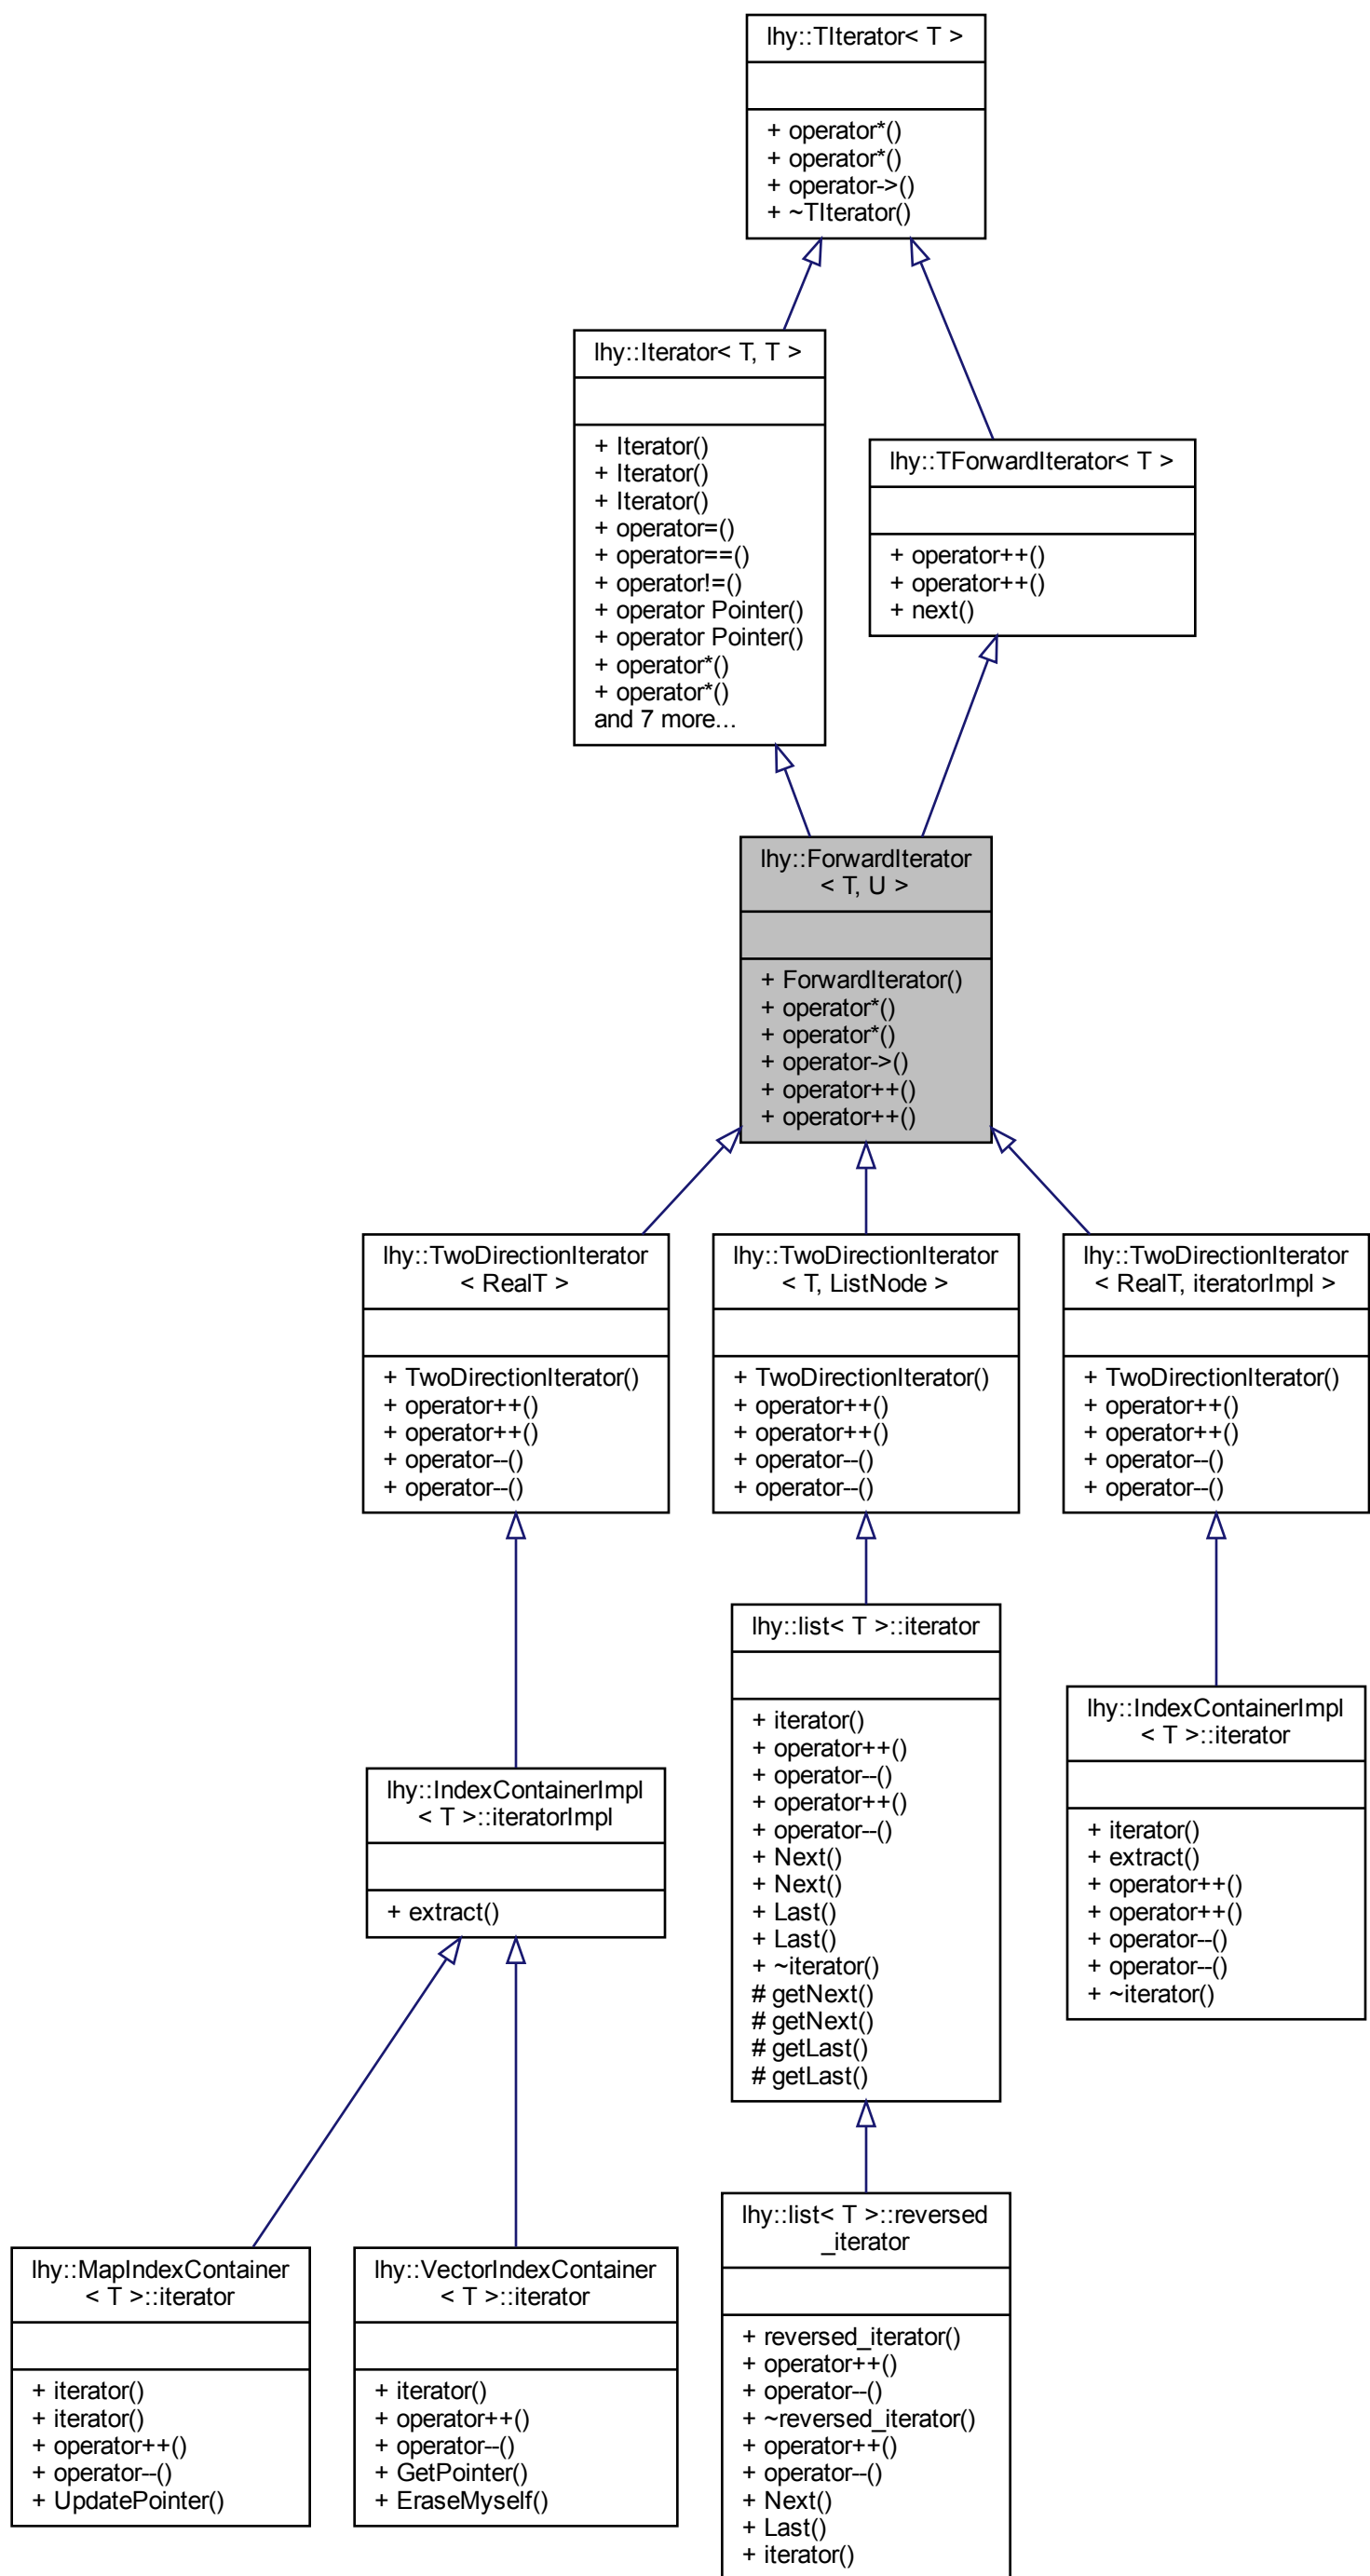 lhy::TIterator< T >
+ operator*()
+ operator*()
+ operator->()
+ ~TIterator()
lhy::Iterator< T, T >
+ Iterator()
+ Iterator()
+ Iterator()
+ operator=()
+ operator==()
+ operator!=()
+ operator Pointer()
+ operator Pointer()
+ operator*()
+ operator*()
and 7 more...
lhy::TForwardIterator< T >
+ operator++()
+ operator++()
+ next()
lhy::ForwardIterator
< T, U >
+ ForwardIterator()
+ operator*()
+ operator*()
+ operator->()
+ operator++()
+ operator++()
lhy::TwoDirectionIterator
< RealT >
+ TwoDirectionIterator()
+ operator++()
+ operator++()
+ operator--()
+ operator--()
lhy::TwoDirectionIterator
< T, ListNode >
+ TwoDirectionIterator()
+ operator++()
+ operator++()
+ operator--()
+ operator--()
lhy::TwoDirectionIterator
< RealT, iteratorImpl >
+ TwoDirectionIterator()
+ operator++()
+ operator++()
+ operator--()
+ operator--()
lhy::IndexContainerImpl
< T >::iteratorImpl
+ extract()
lhy::list< T >::iterator
+ iterator()
+ operator++()
+ operator--()
+ operator++()
+ operator--()
+ Next()
+ Next()
+ Last()
+ Last()
+ ~iterator()
# getNext()
# getNext()
# getLast()
# getLast()
lhy::IndexContainerImpl
< T >::iterator
+ iterator()
+ extract()
+ operator++()
+ operator++()
+ operator--()
+ operator--()
+ ~iterator()
lhy::MapIndexContainer
< T >::iterator
+ iterator()
+ iterator()
+ operator++()
+ operator--()
+ UpdatePointer()
lhy::VectorIndexContainer
< T >::iterator
+ iterator()
+ operator++()
+ operator--()
+ GetPointer()
+ EraseMyself()
lhy::list< T >::reversed
_iterator
+ reversed_iterator()
+ operator++()
+ operator--()
+ ~reversed_iterator()
+ operator++()
+ operator--()
+ Next()
+ Last()
+ iterator()